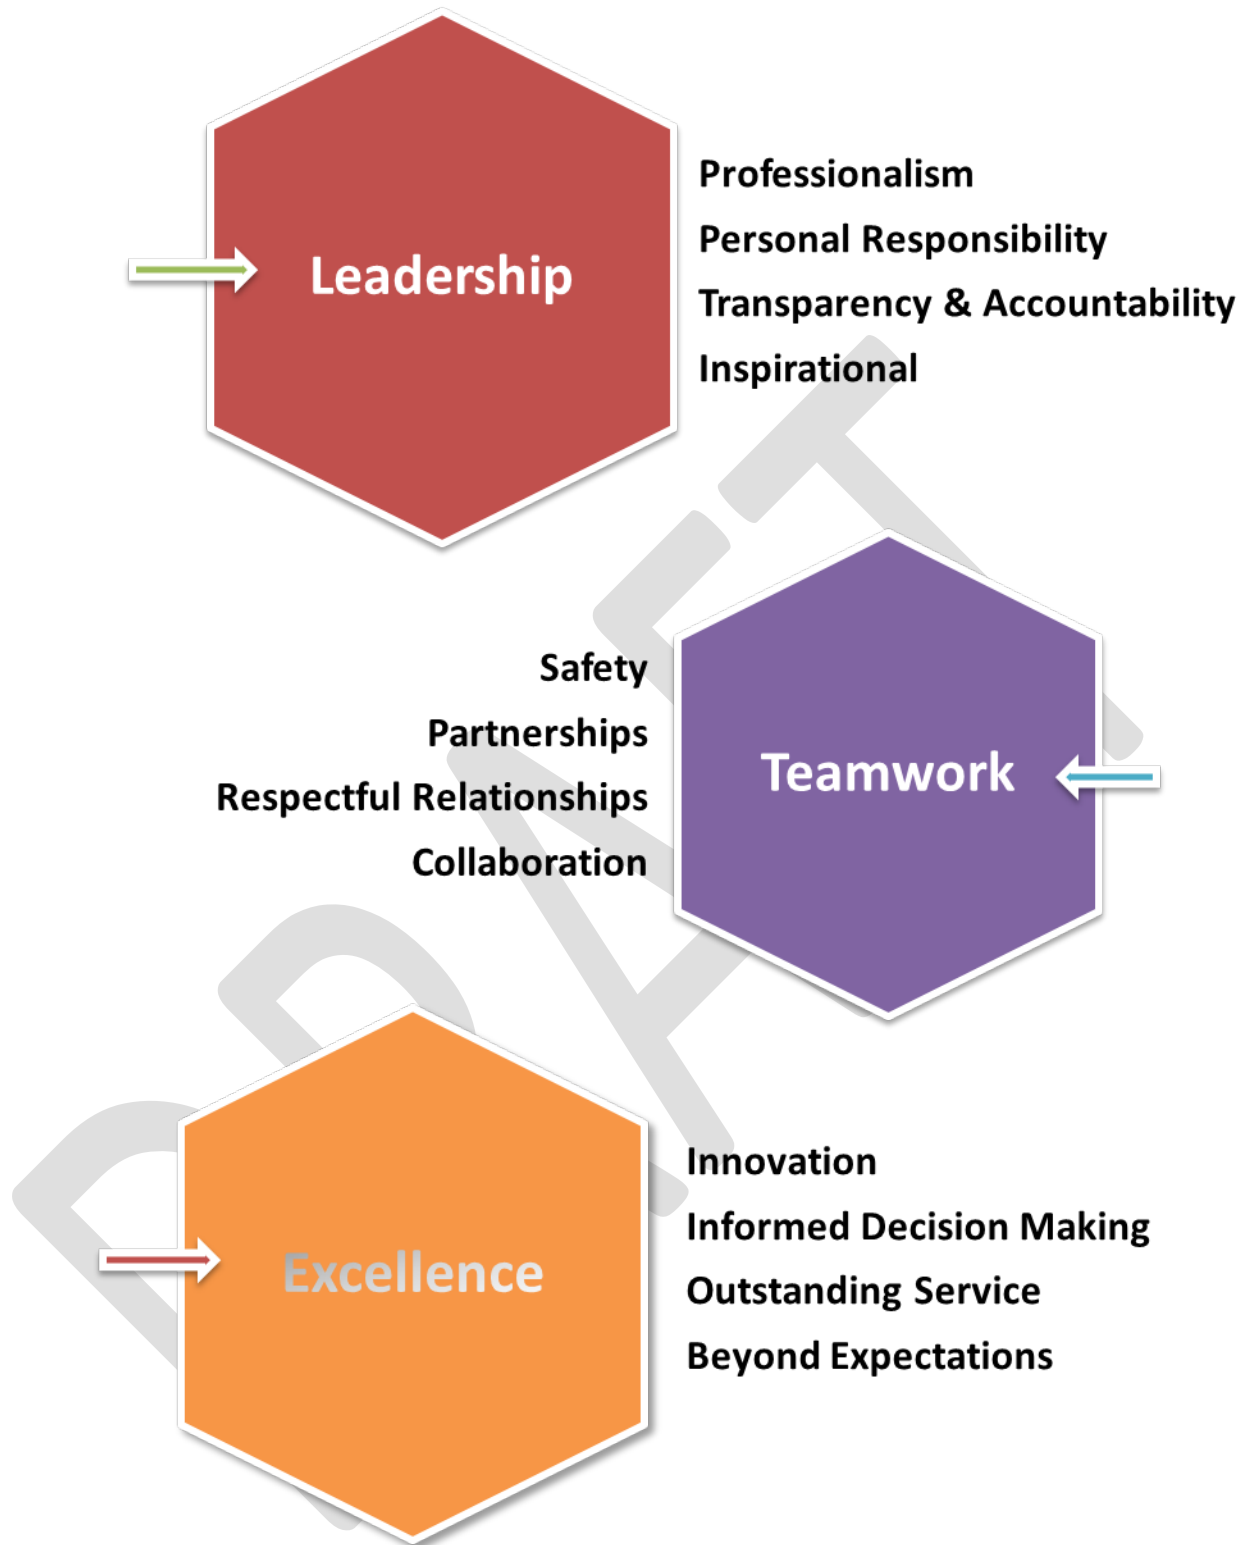 Leadership
Professionalism
Personal Responsibility
Transparency & Accountability
Inspirational
Safety
Partnerships
Respectful Relationships
Collaboration
Teamwork
Excellence
Innovation
Informed Decision Making
Outstanding Service
Beyond Expectations
DRAFT